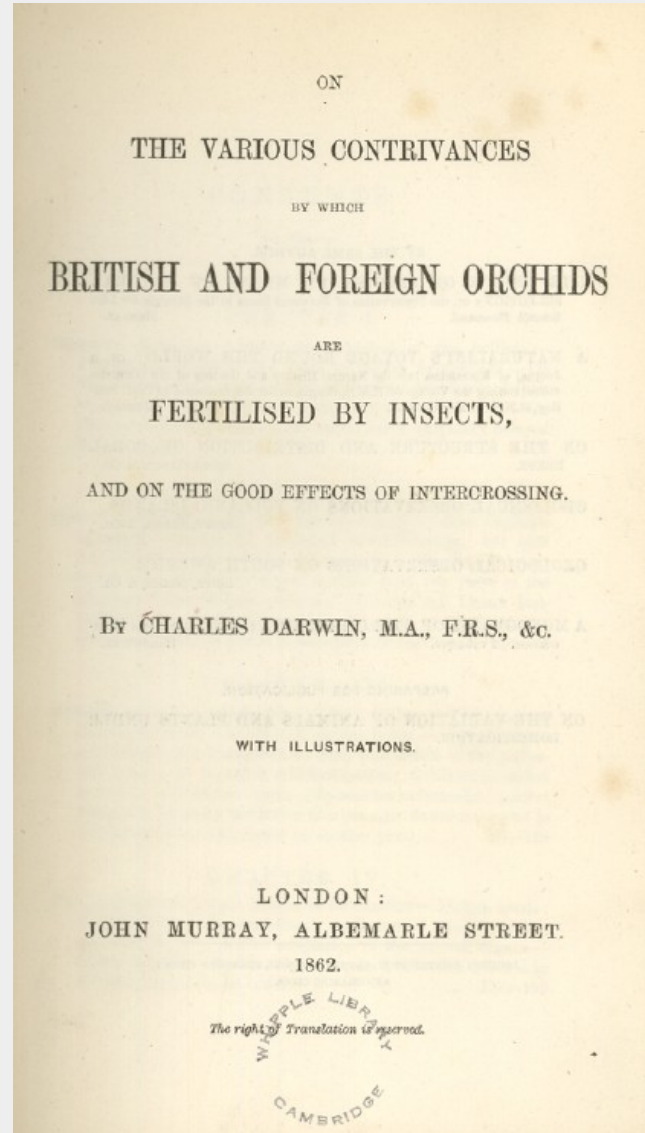 ON
THE VARIOUS CONTRIVANCES
BY WHICH
BRITISH AND FOREIGN ORCHIDS
ARE
FERTILISED BY INSECTS,
AND ON THE GOOD EFFECTS OF INTERCROSSING.
BY CHARLES DARWIN, M.A., F.R.S., &c.
WITH ILLUSTRATIONS.
LONDON:
JOHN MURRAY, ALBEMARLE STREET.
1862.
The right of Translation is reserved.
WHIPPLE LIBRARY
CAMBRIDGE